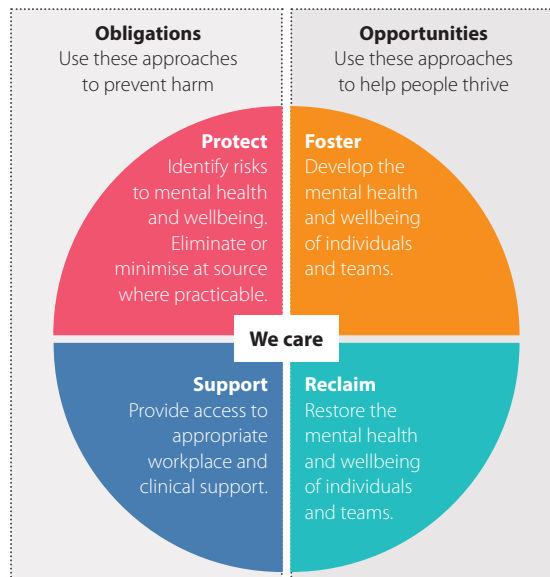 Obligations
Use these approaches
to prevent harm
Opportunities
Use these approaches
to help people thrive
Protect
Identify risks
to mental health
and wellbeing.
Eliminate or
minimise at source
where practicable.
Foster
Develop the
mental health
and wellbeing
of individuals
and teams.
We care
Support
Provide access to
appropriate
workplace and
clinical support.
Reclaim
Restore the
mental health
and wellbeing
of individuals
and teams.